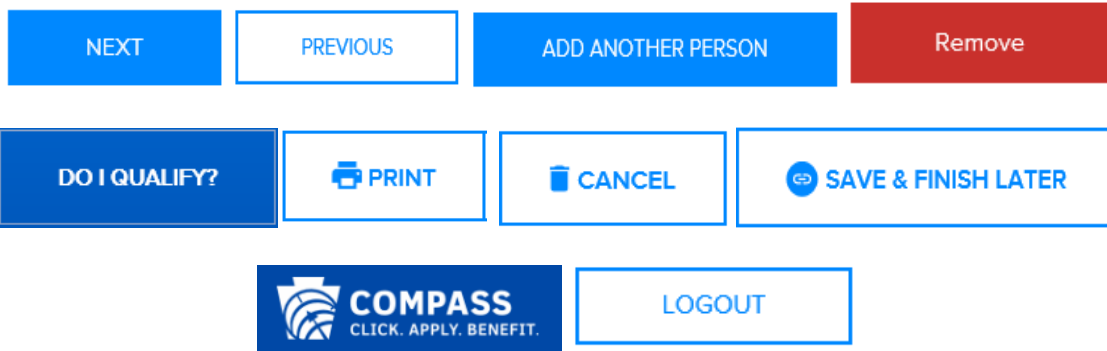 NEXT
PREVIOUS
ADD ANOTHER PERSON
Remove
DO I QUALIFY?
PRINT
CANCEL
SAVE & FINISH LATER
COMPASS
CLICK. APPLY. BENEFIT.
LOGOUT